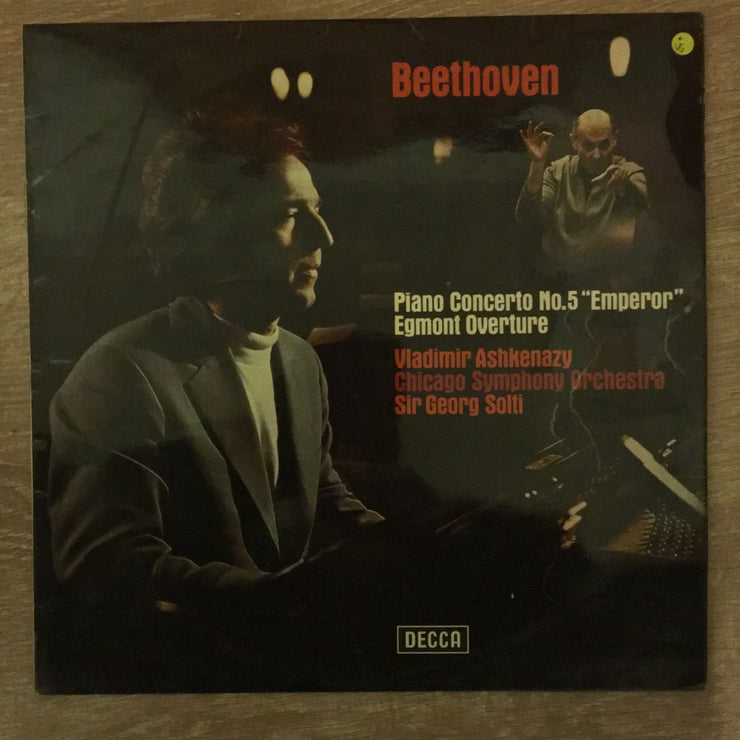 Beethoven
Piano Concerto No.5 "Emperor"
Egmont Overture
Vladimir Ashkenazy
Chicago Symphony Orchestra
Sir Georg Solti
DECCA